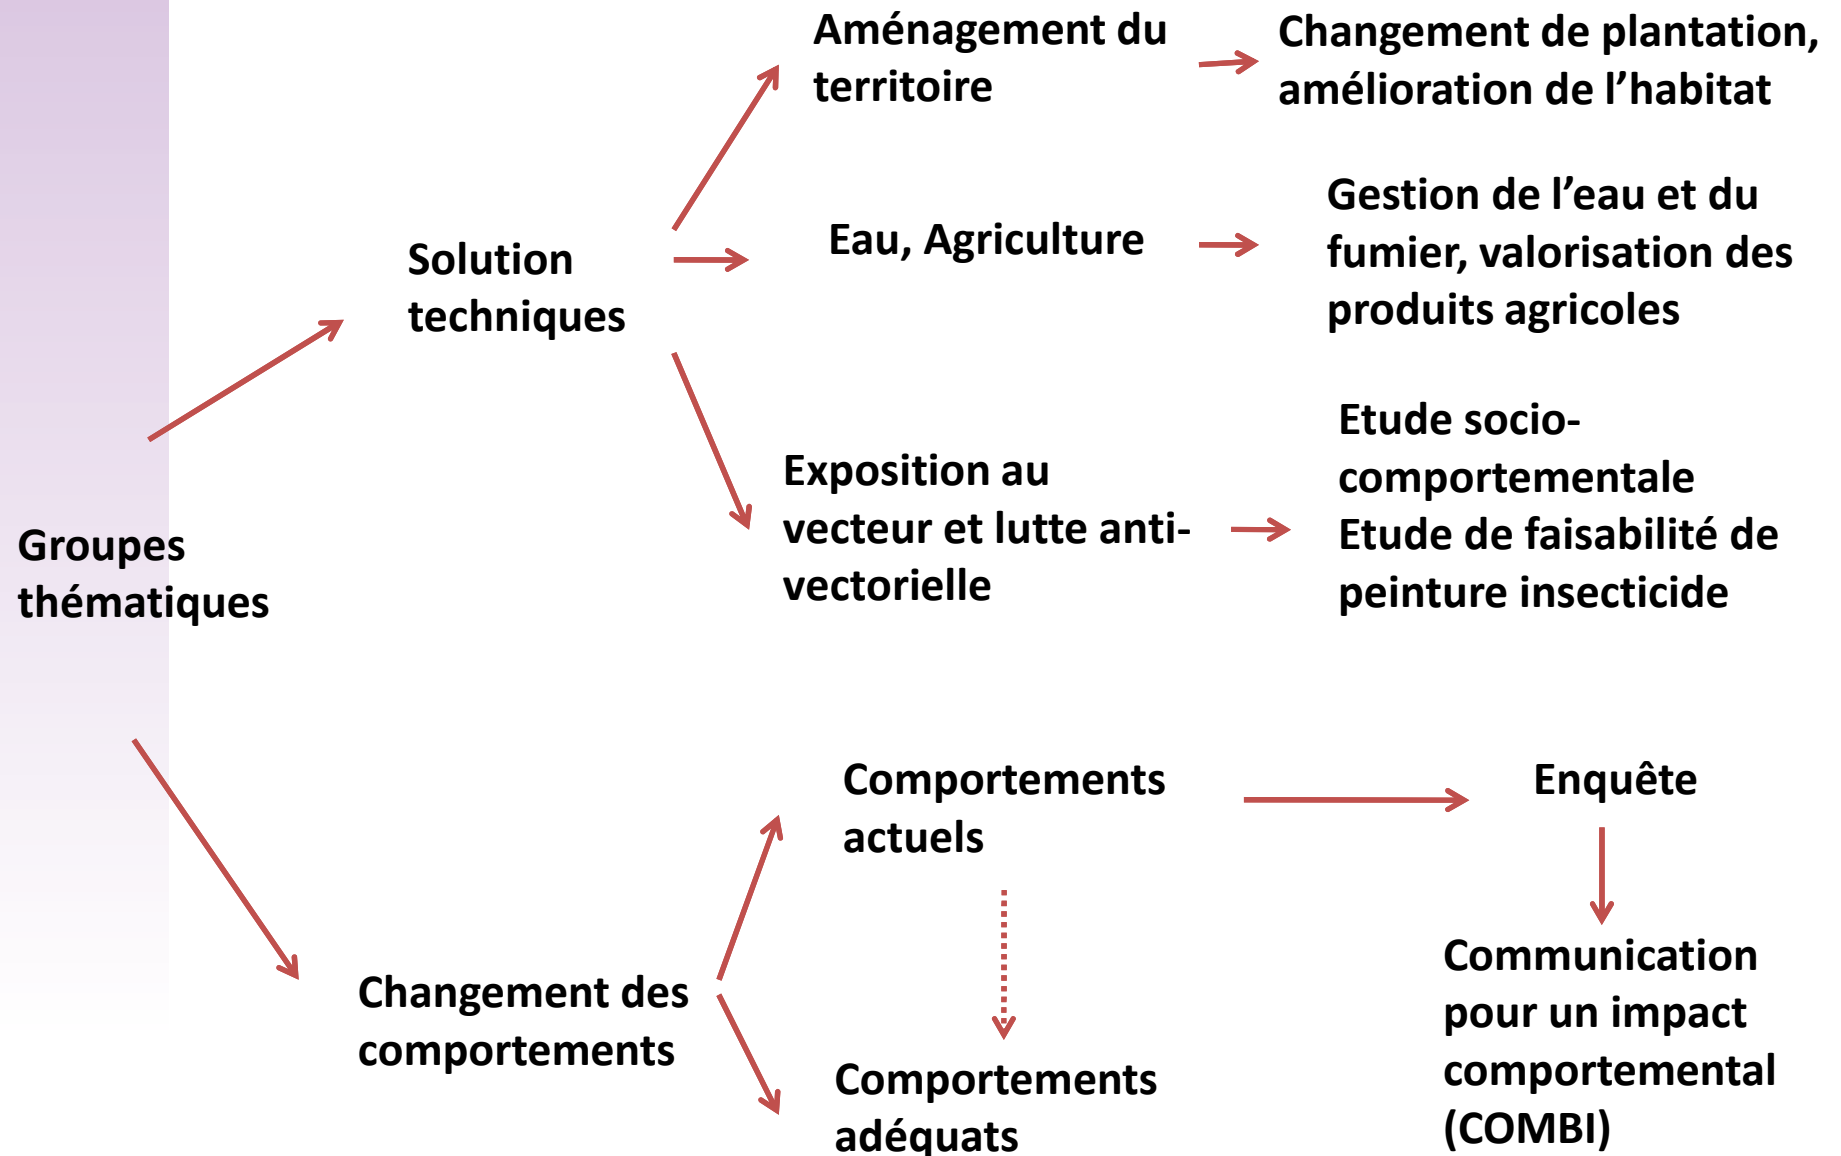 Aménagement du
territoire
Changement de plantation,
amélioration de l’habitat
Solution
techniques
Eau, Agriculture
Gestion de l’eau et du
fumier, valorisation des
produits agricoles
Exposition au
vecteur et lutte anti-
vectorielle
Etude socio-
comportementale
Etude de faisabilité de
peinture insecticide
Groupes
thématiques
Changement des
comportements
Comportements
actuels
Enquête
Comportements
adéquats
Communication
pour un impact
comportemental
(COMBI)